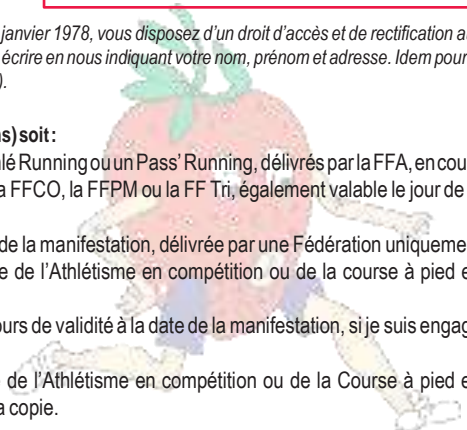 janvier 1978, vous disposez d'un droit d'accès et de rectification au
écrire en nous indiquant votre nom, prénom et adresse. Idem pour
).
s) soit :
lé Running ou un Pass' Running, délivrés par la FFA, en cou
a FFCO, la FFPM ou la FF Tri, également valable le jour de
de la manifestation, délivrée par une Fédération uniqueme
e de l'Athlétisme en compétition ou de la course à pied e
ours de validité à la date de la manifestation, si je suis engag
e de l'Athlétisme en compétition ou de la Course à pied e
a copie.